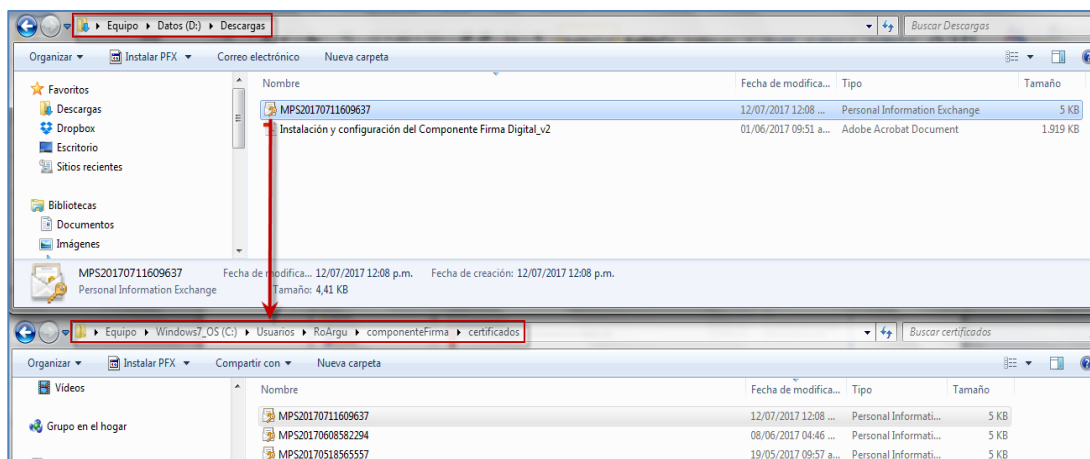 Equipo ▸ Datos (D:) ▸ Descargas
Buscar Descargas
Organizar ▾ Instalar PFX ▾ Correo electrónico Nueva carpeta
Nombre Fecha de modifica... Tipo Tamaño
Favoritos
Descargas
Dropbox
Escritorio
Sitios recientes
Bibliotecas
Documentos
Imágenes
MPS20170711609637 12/07/2017 12:08 ... Personal Information Exchange 5 KB
Instalación y configuración del Componente Firma Digital_v2 01/06/2017 09:51 a... Adobe Acrobat Document 1.919 KB
MPS20170711609637 Fecha de modifica... 12/07/2017 12:08 p.m. Fecha de creación: 12/07/2017 12:08 p.m.
Personal Information Exchange Tamaño: 4,41 KB
Equipo ▸ Windows7_OS (C:) ▸ Usuarios ▸ RoArgu ▸ componenteFirma ▸ certificados
Buscar certificados
Organizar ▾ Instalar PFX ▾ Compartir con ▾ Nueva carpeta
Vídeos
Grupo en el hogar
Nombre Fecha de modifica... Tipo Tamaño
MPS20170711609637 12/07/2017 12:08 ... Personal Informati... 5 KB
MPS20170608582294 08/06/2017 04:46 ... Personal Informati... 5 KB
MPS20170518565557 19/05/2017 09:57 a... Personal Informati... 5 KB